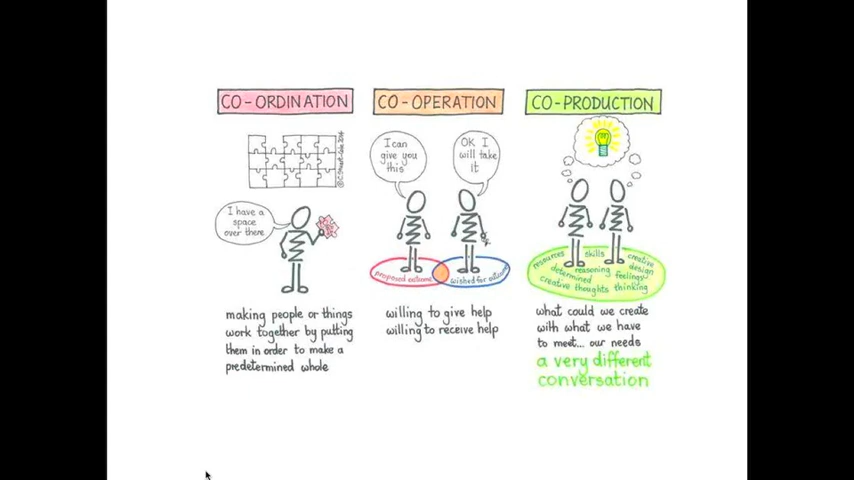 CO-ORDINATION
I have a
space
over there
making people or things
work together by putting
them in order to make a
predetermined whole
CO-OPERATION
I can
give you
this
OK I
will take
it
proposed outcome
wished for outcome
willing to give help
willing to receive help
CO-PRODUCTION
resources
skills
creative
design
determined
reasoning
feelings
creative thoughts
thinking
what could we create
with what we have
to meet... our needs
a very different
conversation